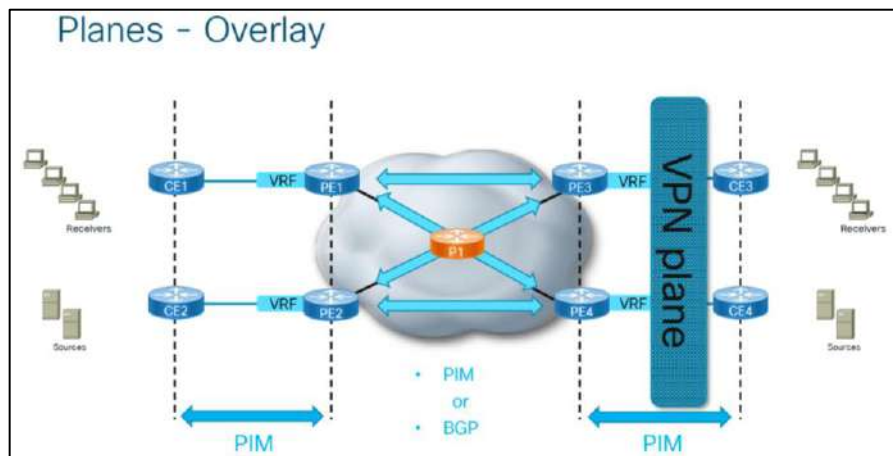 Planes - Overlay
CE1 VRF PE1 PE3 VRF CE3
Receivers Receivers
P1
CE2 VRF PE2 PE4 VRF CE4
Sources Sources
VPN plane
• PIM
or
• BGP
PIM PIM